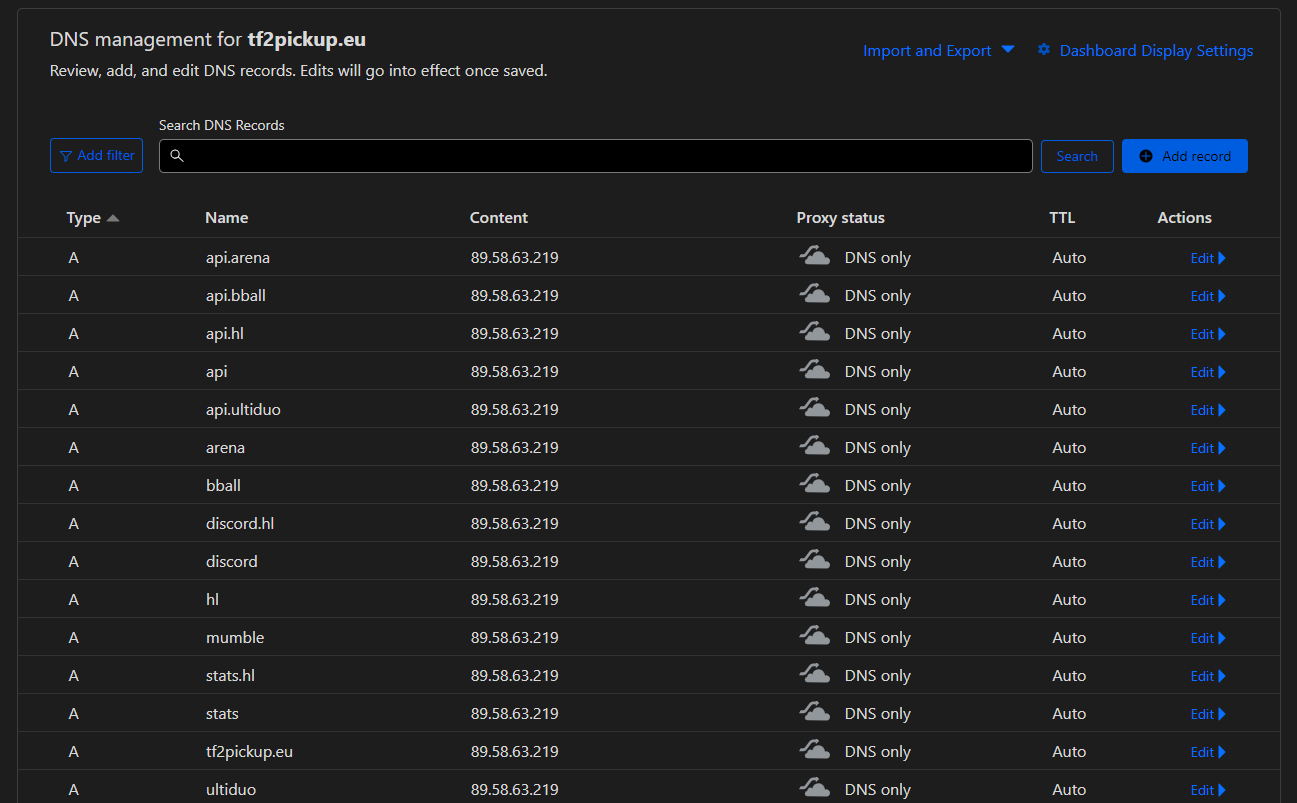 DNS management for tf2pickup.eu
Import and Export
Dashboard Display Settings
Review, add, and edit DNS records. Edits will go into effect once saved.
Search DNS Records
Add filter
Search
Add record
Type Name Content Proxy status TTL Actions
A api.arena 89.58.63.219 DNS only Auto Edit
A api.bball 89.58.63.219 DNS only Auto Edit
A api.hl 89.58.63.219 DNS only Auto Edit
A api 89.58.63.219 DNS only Auto Edit
A api.ultiduo 89.58.63.219 DNS only Auto Edit
A arena 89.58.63.219 DNS only Auto Edit
A bball 89.58.63.219 DNS only Auto Edit
A discord.hl 89.58.63.219 DNS only Auto Edit
A discord 89.58.63.219 DNS only Auto Edit
A hl 89.58.63.219 DNS only Auto Edit
A mumble 89.58.63.219 DNS only Auto Edit
A stats.hl 89.58.63.219 DNS only Auto Edit
A stats 89.58.63.219 DNS only Auto Edit
A tf2pickup.eu 89.58.63.219 DNS only Auto Edit
A ultiduo 89.58.63.219 DNS only Auto Edit